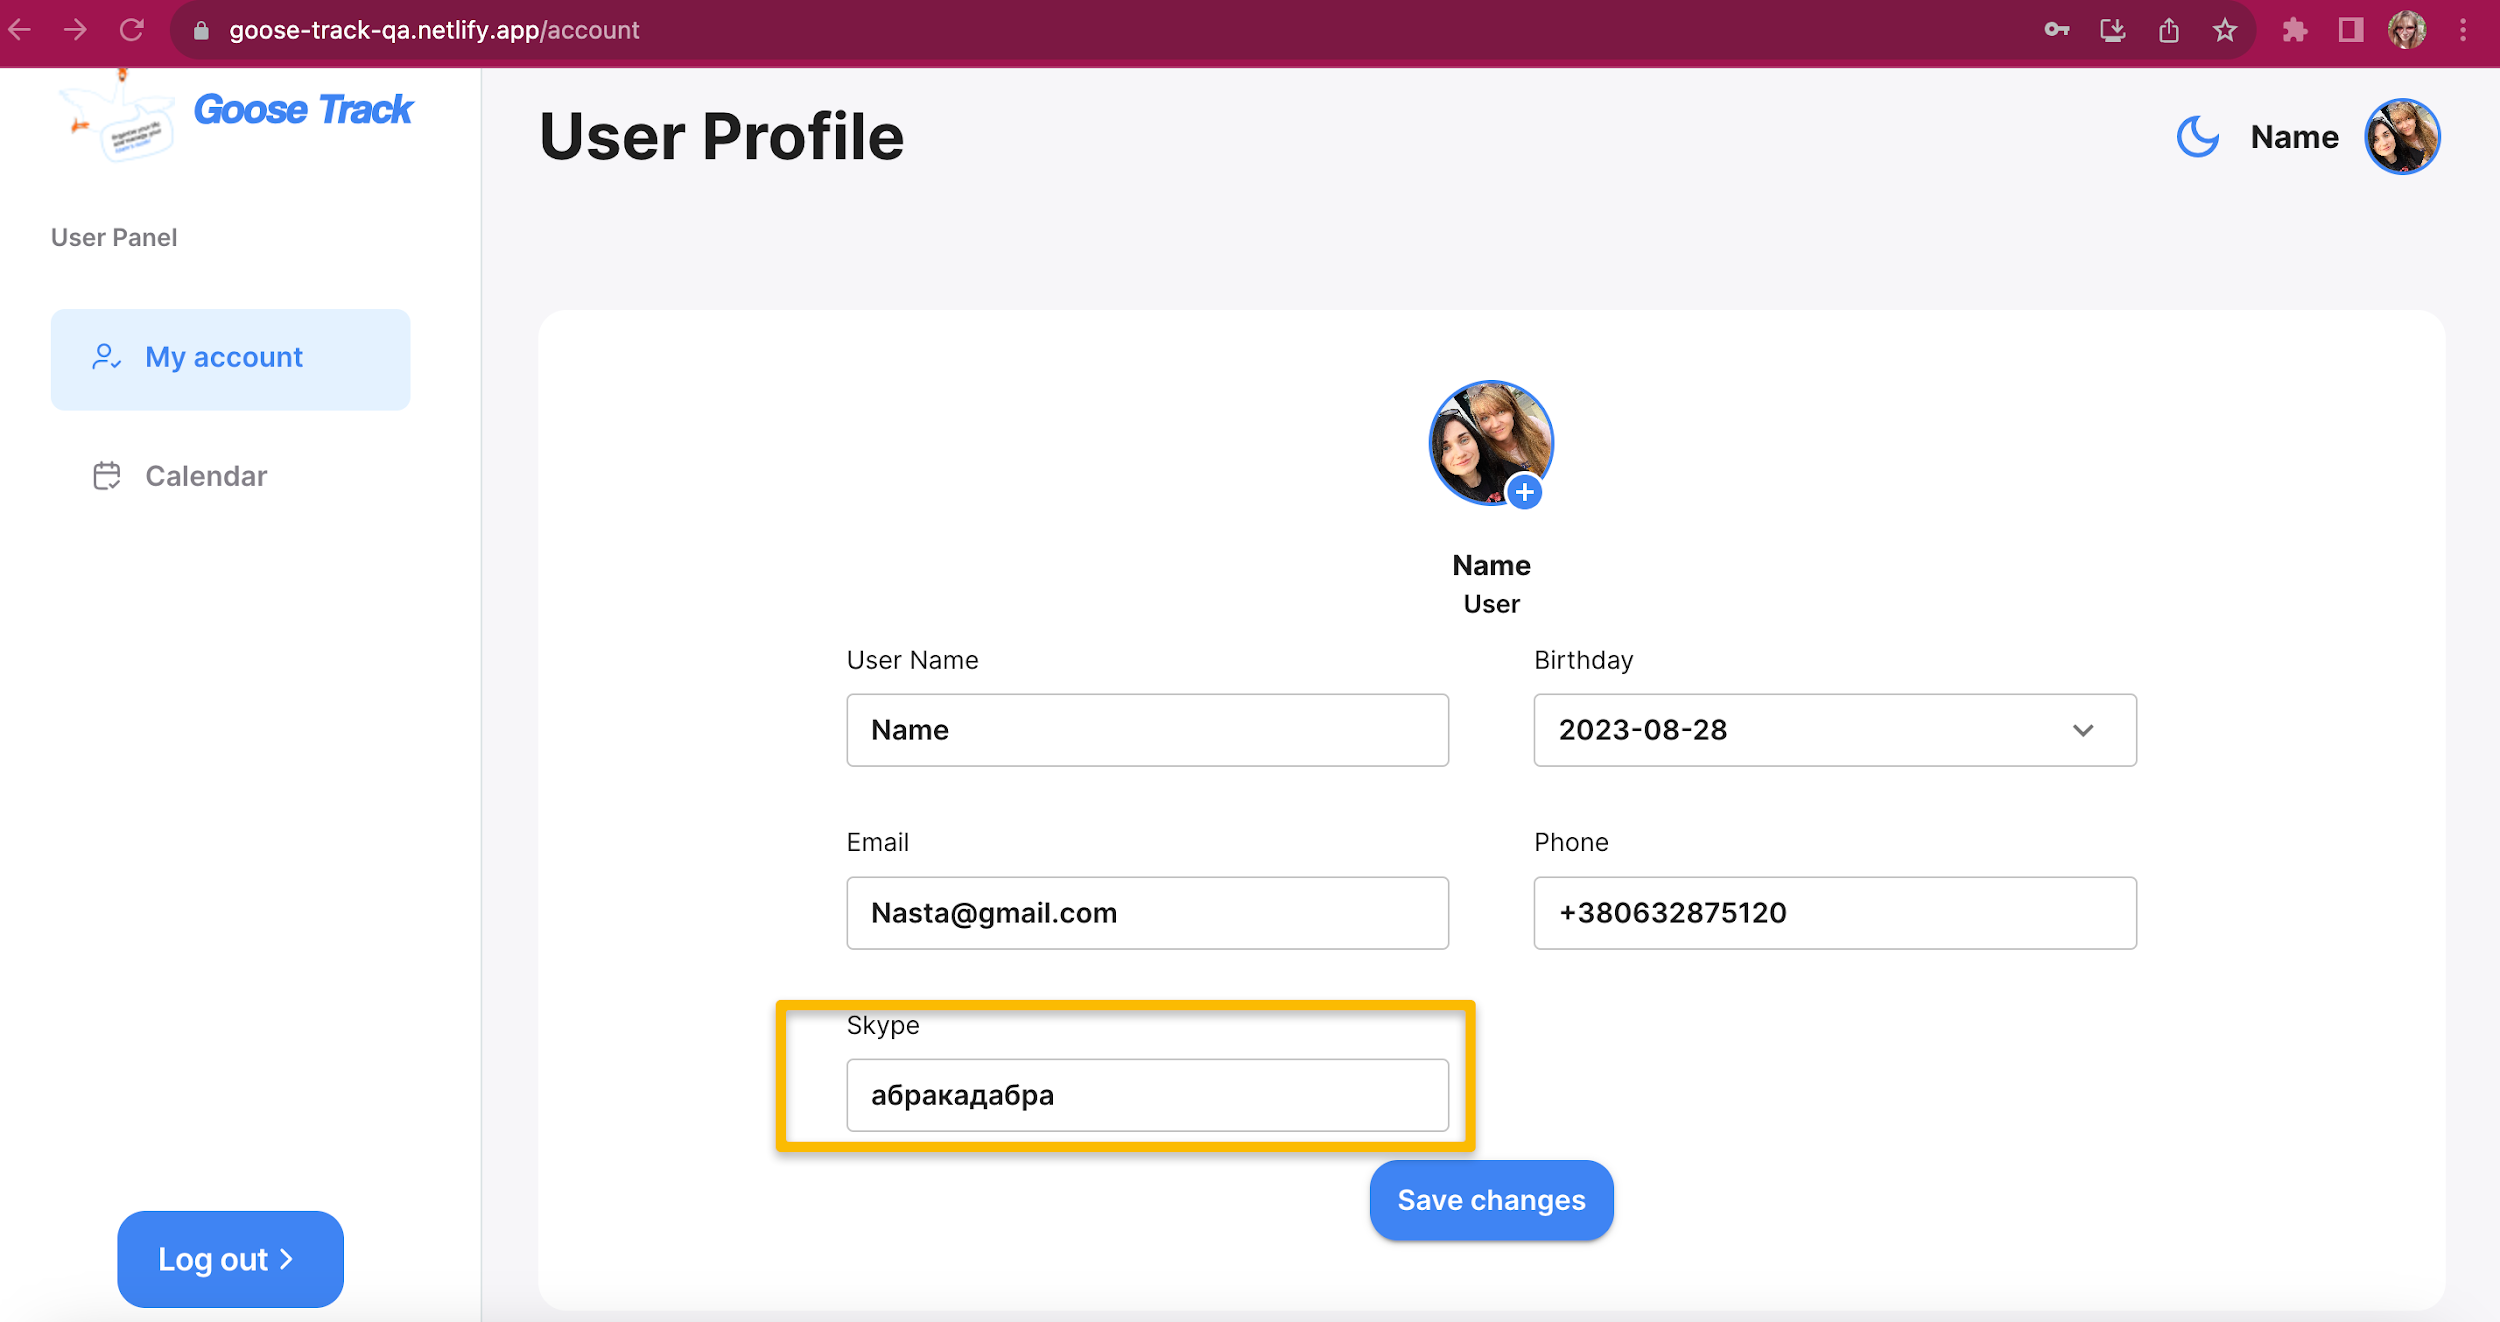 goose-track-qa.netlify.app/account
Goose Track
User Profile
Name
User Panel
My account
Calendar
Name
User
User Name
Birthday
Name
2023-08-28
Email
Phone
Nasta@gmail.com
+380632875120
Skype
абракадабра
Save changes
Log out